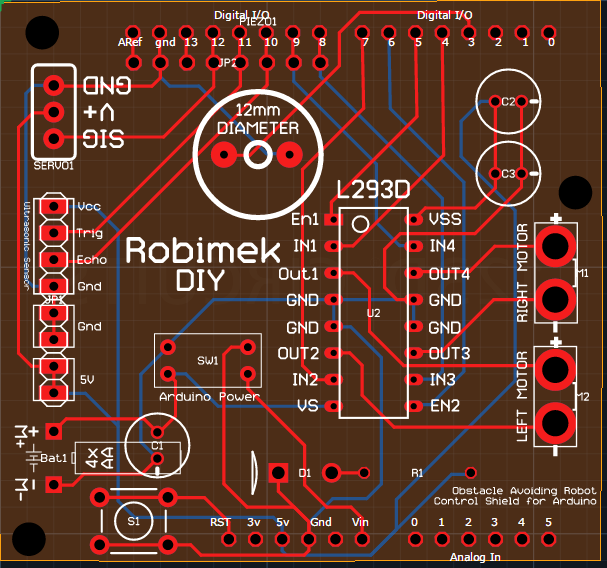 Digital I/O
Digital I/O
PIEZO1
ARef gnd 13 12 11 10 9 8 7 6 5 4 3 2 1 0
JP2
GND
V+
SIG
SERVO1
12mm
DIAMETER
C2
C3
L293D
En1 VSS
IN1 IN4
Out1 OUT4
GND GND
U2
GND GND
OUT2 OUT3
IN2 IN3
VS EN2
Ultrasonic Sensor
Vcc
Trig
Echo
Gnd
JP1
Gnd
5V
Robimek
DIY
+
RIGHT MOTOR
M1
-
+
LEFT MOTOR
M2
-
SW1
Arduino Power
M+
Bat1
M-
4x
AA
C1
D1
R1
S1
Obstacle Avoiding Robot
Control Shield for Arduino
RST 3v 5v Gnd Vin 0 1 2 3 4 5
Analog In